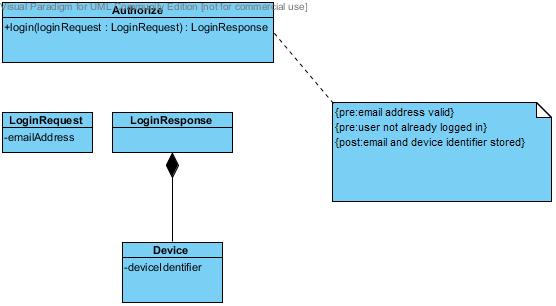 Visual Paradigm for UML Community Edition [not for commercial use]
Authorize
+login(loginRequest : LoginRequest) : LoginResponse
{pre:email address valid}
{pre:user not already logged in}
{post:email and device identifier stored}
LoginRequest
-emailAddress
LoginResponse
Device
-deviceIdentifier